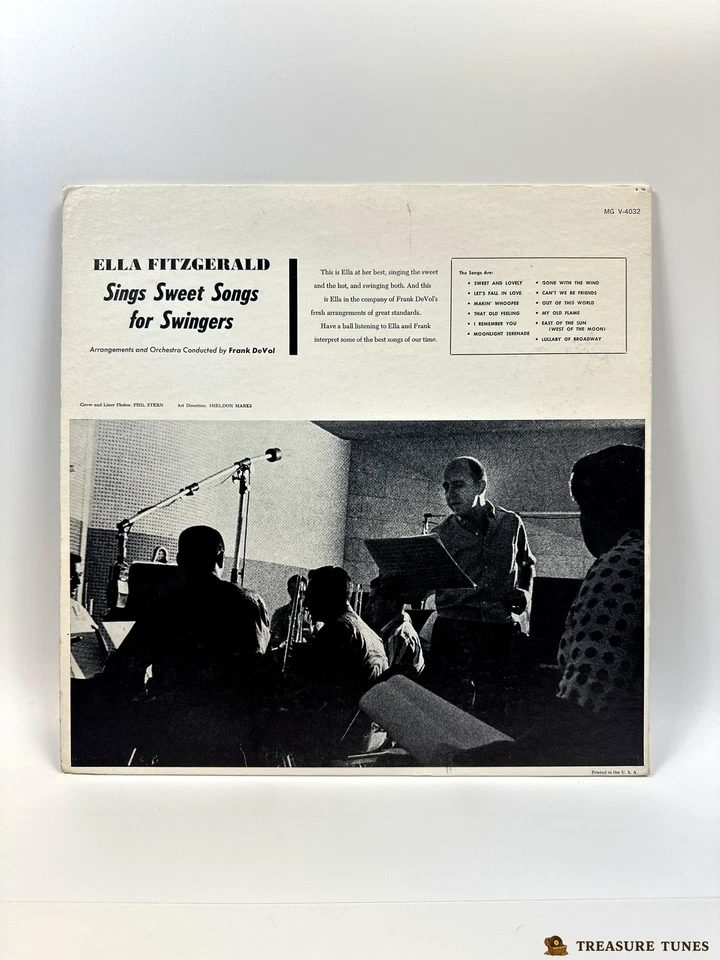 MG V-4032
ELLA FITZGERALD
Sings Sweet Songs
for Swingers
Arrangements and Orchestra Conducted by Frank DeVol
This is Ella at her best, singing the sweet
and the hot, and swinging both. And this
is Ella in the company of Frank DeVol's
fresh arrangements of great standards.
Have a ball listening to Ella and Frank
interpret some of the best songs of our time.
The Songs Are:
• SWEET AND LOVELY
• LET'S FALL IN LOVE
• MAKIN' WHOOPEE
• THAT OLD FEELING
• I REMEMBER YOU
• MOONLIGHT SERENADE
• GONE WITH THE WIND
• CAN'T WE BE FRIENDS
• OUT OF THIS WORLD
• MY OLD FLAME
• EAST OF THE SUN
(WEST OF THE MOON)
• LULLABY OF BROADWAY
Cover and Liner Photos: PHIL STERN Art Direction: SHELDON MARKS
Printed in the U. S. A.
TREASURE TUNES